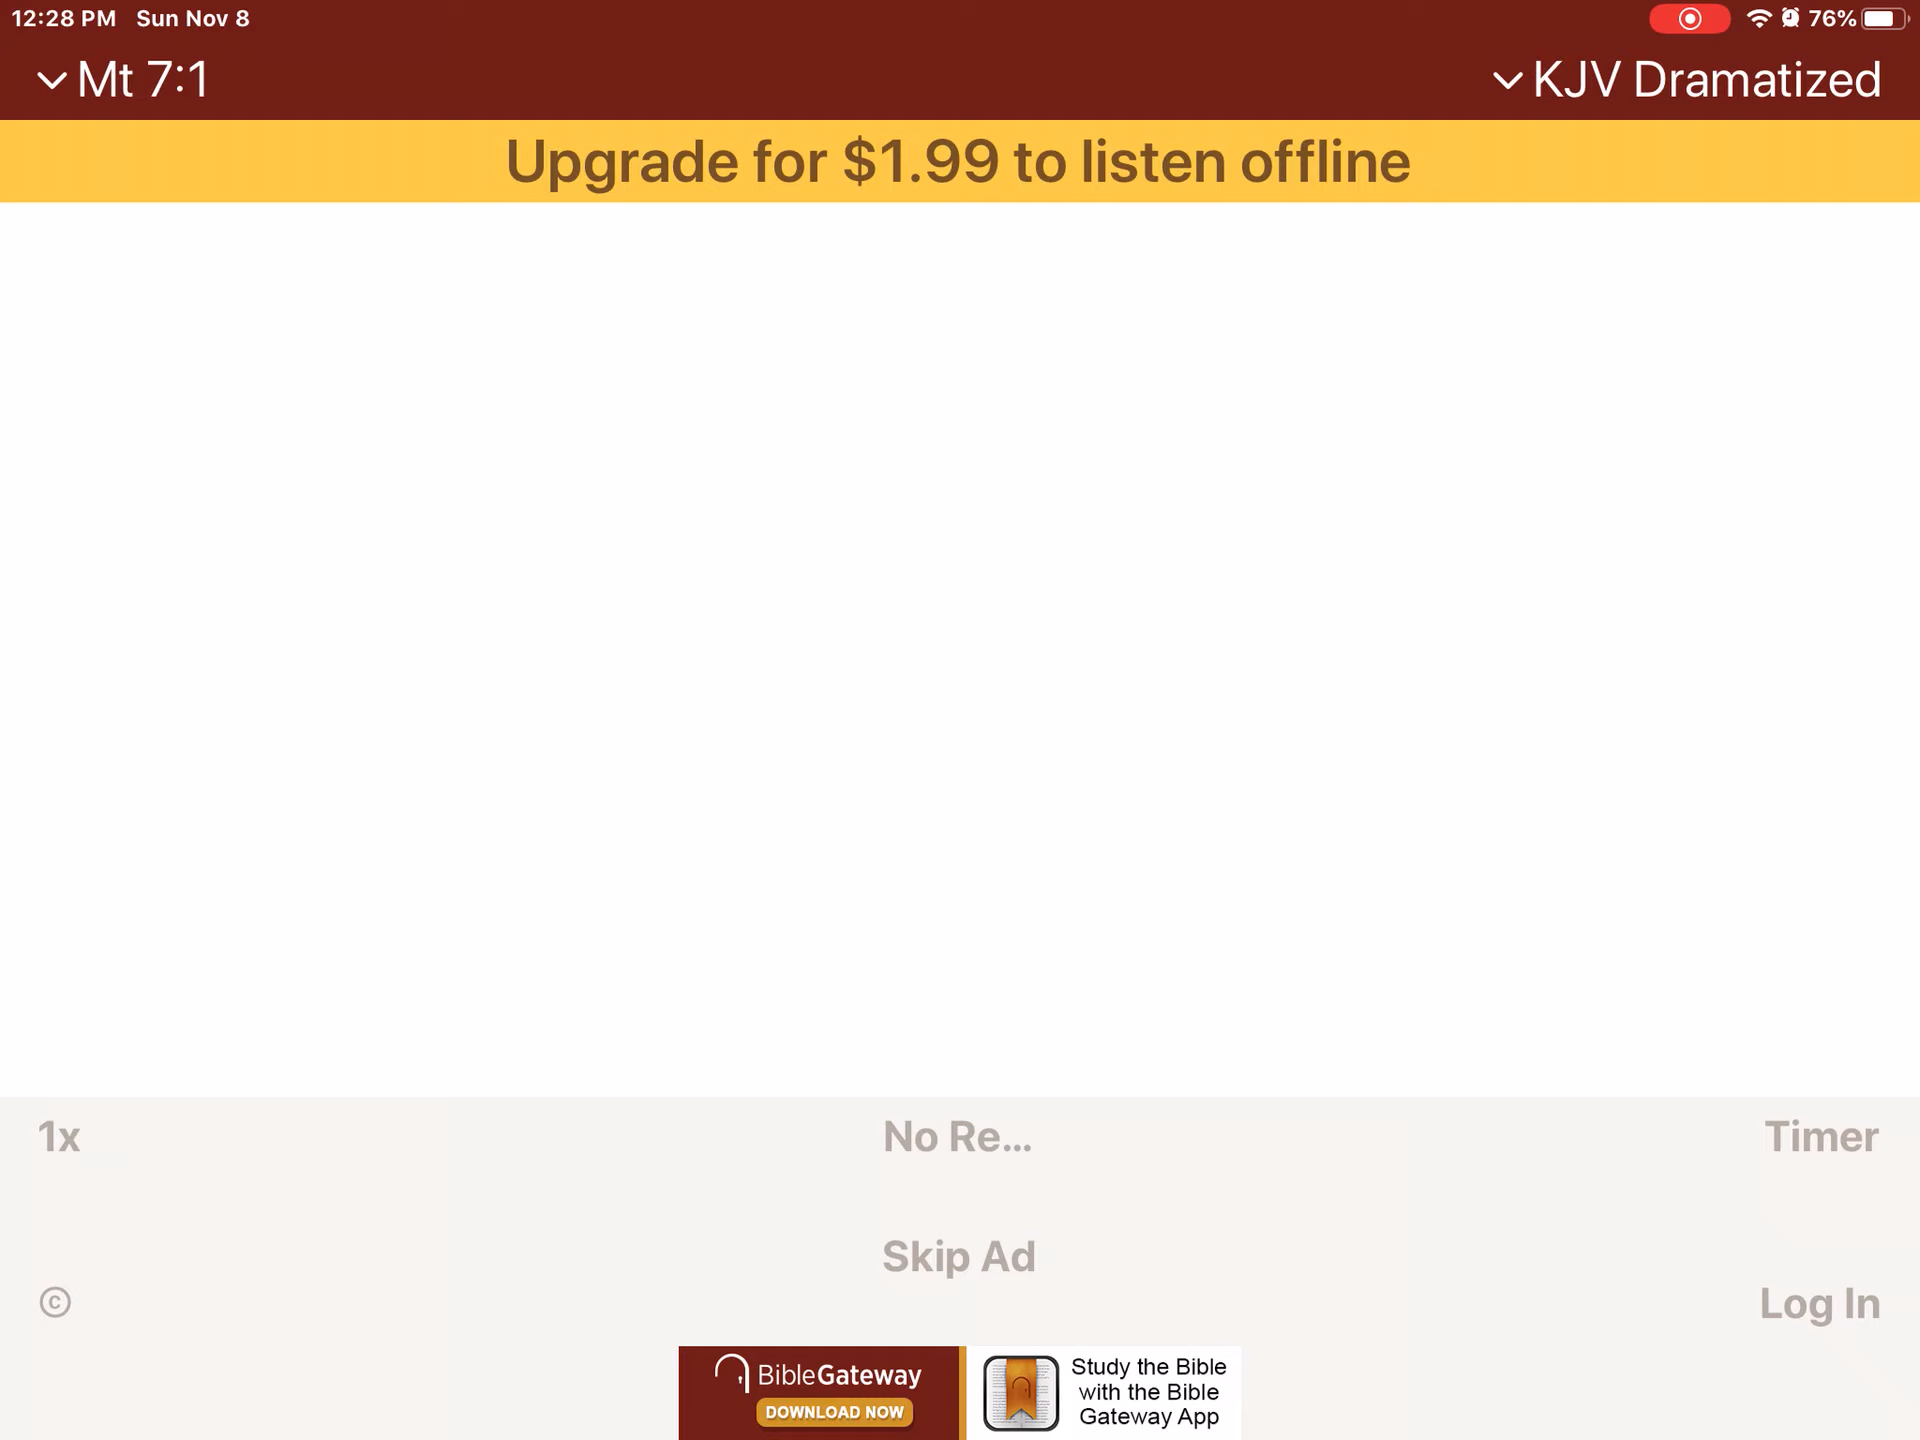 12:28 PM Sun Nov 8
76%
Mt 7:1
KJV Dramatized
Upgrade for $1.99 to listen offline
1x
No Re...
Timer
Skip Ad
©
Log In
BibleGateway
DOWNLOAD NOW
Study the Bible
with the Bible
Gateway App